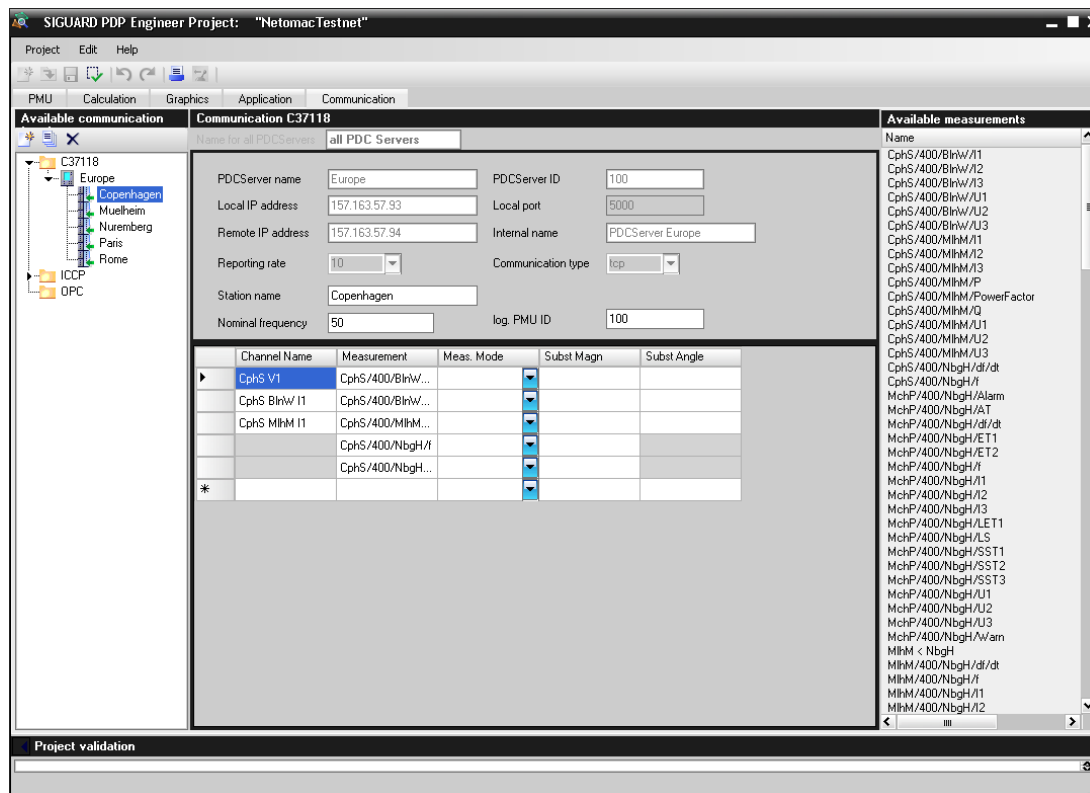 SIGUARD PDP Engineer Project: "NetomacTestnet"
Project Edit Help
PMU Calculation Graphics Application Communication
Available communication
C37118
Europe
Copenhagen
Muelheim
Nuremberg
Paris
Rome
ICCP
OPC
Communication C37118
Name for all PDCServers all PDC Servers
PDCServer name Europe PDCServer ID 100
Local IP address 157.163.57.93 Local port 5000
Remote IP address 157.163.57.94 Internal name PDCServer Europe
Reporting rate 10 Communication type tcp
Station name Copenhagen
Nominal frequency 50 log. PMU ID 100
Channel Name Measurement Meas. Mode Subst Magn Subst Angle
CphS V1 CphS/400/BlnW...
CphS BlnW I1 CphS/400/BlnW...
CphS MlhM I1 CphS/400/MlhM...
CphS/400/NbgH/f
CphS/400/NbgH...
Available measurements
Name
CphS/400/BlnW/I1
CphS/400/BlnW/I2
CphS/400/BlnW/I3
CphS/400/BlnW/U1
CphS/400/BlnW/U2
CphS/400/BlnW/U3
CphS/400/MlhM/I1
CphS/400/MlhM/I2
CphS/400/MlhM/I3
CphS/400/MlhM/P
CphS/400/MlhM/PowerFactor
CphS/400/MlhM/Q
CphS/400/MlhM/U1
CphS/400/MlhM/U2
CphS/400/MlhM/U3
CphS/400/NbgH/df/dt
CphS/400/NbgH/f
MchP/400/NbgH/Alarm
MchP/400/NbgH/AT
MchP/400/NbgH/df/dt
MchP/400/NbgH/ET1
MchP/400/NbgH/ET2
MchP/400/NbgH/f
MchP/400/NbgH/I1
MchP/400/NbgH/I2
MchP/400/NbgH/I3
MchP/400/NbgH/LET1
MchP/400/NbgH/LS
MchP/400/NbgH/SST1
MchP/400/NbgH/SST2
MchP/400/NbgH/SST3
MchP/400/NbgH/U1
MchP/400/NbgH/U2
MchP/400/NbgH/U3
MchP/400/NbgH/Warn
MlhM < NbgH
MlhM/400/NbgH/df/dt
MlhM/400/NbgH/f
MlhM/400/NbgH/I1
MlhM/400/NbgH/I2
Project validation